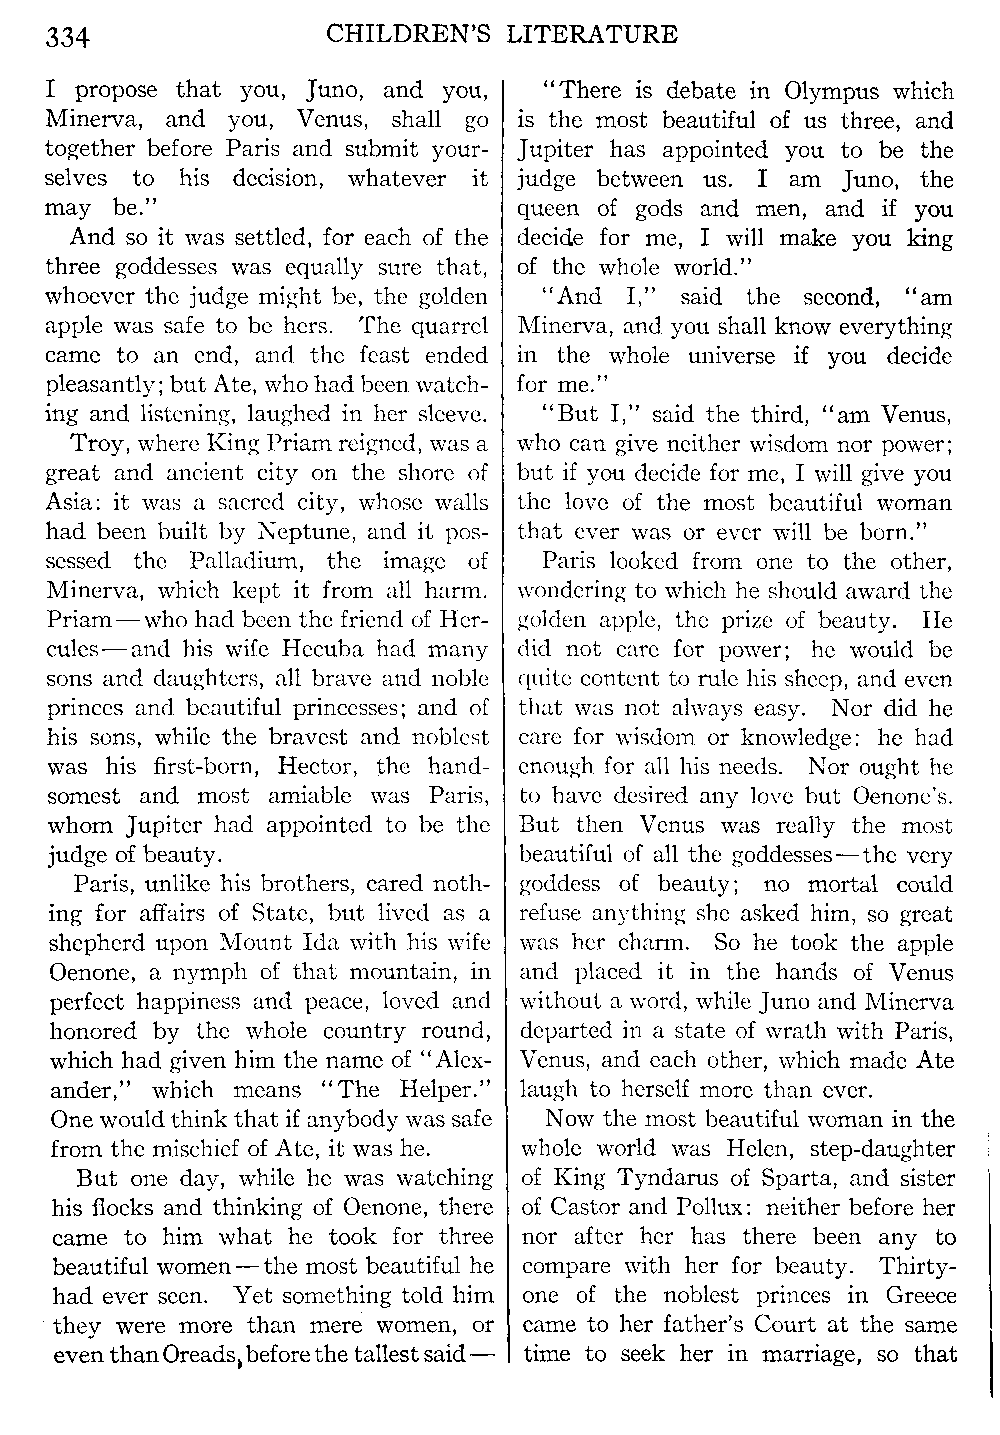 334
CHILDREN'S LITERATURE
I propose that you, Juno, and you,
Minerva, and you, Venus, shall go
together before Paris and submit your-
selves to his decision, whatever it
may be."
And so it was settled, for each of the
three goddesses was equally sure that,
whoever the judge might be, the golden
apple was safe to be hers. The quarrel
came to an end, and the feast ended
pleasantly; but Ate, who had been watch-
ing and listening, laughed in her sleeve.
Troy, where King Priam reigned, was a
great and ancient city on the shore of
Asia: it was a sacred city, whose walls
had been built by Neptune, and it pos-
sessed the Palladium, the image of
Minerva, which kept it from all harm.
Priam—who had been the friend of Her-
cules—and his wife Hecuba had many
sons and daughters, all brave and noble
princes and beautiful princesses; and of
his sons, while the bravest and noblest
was his first-born, Hector, the hand-
somest and most amiable was Paris,
whom Jupiter had appointed to be the
judge of beauty.
Paris, unlike his brothers, cared noth-
ing for affairs of State, but lived as a
shepherd upon Mount Ida with his wife
Oenone, a nymph of that mountain, in
perfect happiness and peace, loved and
honored by the whole country round,
which had given him the name of "Alex-
ander," which means "The Helper."
One would think that if anybody was safe
from the mischief of Ate, it was he.
But one day, while he was watching
his flocks and thinking of Oenone, there
came to him what he took for three
beautiful women—the most beautiful he
had ever seen. Yet something told him
they were more than mere women, or
even than Oreads, before the tallest said—
"There is debate in Olympus which
is the most beautiful of us three, and
Jupiter has appointed you to be the
judge between us. I am Juno, the
queen of gods and men, and if you
decide for me, I will make you king
of the whole world."
"And I," said the second, "am
Minerva, and you shall know everything
in the whole universe if you decide
for me."
"But I," said the third, "am Venus,
who can give neither wisdom nor power;
but if you decide for me, I will give you
the love of the most beautiful woman
that ever was or ever will be born."
Paris looked from one to the other,
wondering to which he should award the
golden apple, the prize of beauty. He
did not care for power; he would be
quite content to rule his sheep, and even
that was not always easy. Nor did he
care for wisdom or knowledge: he had
enough for all his needs. Nor ought he
to have desired any love but Oenone's.
But then Venus was really the most
beautiful of all the goddesses—the very
goddess of beauty; no mortal could
refuse anything she asked him, so great
was her charm. So he took the apple
and placed it in the hands of Venus
without a word, while Juno and Minerva
departed in a state of wrath with Paris,
Venus, and each other, which made Ate
laugh to herself more than ever.
Now the most beautiful woman in the
whole world was Helen, step-daughter
of King Tyndarus of Sparta, and sister
of Castor and Pollux: neither before her
nor after her has there been any to
compare with her for beauty. Thirty-
one of the noblest princes in Greece
came to her father's Court at the same
time to seek her in marriage, so that